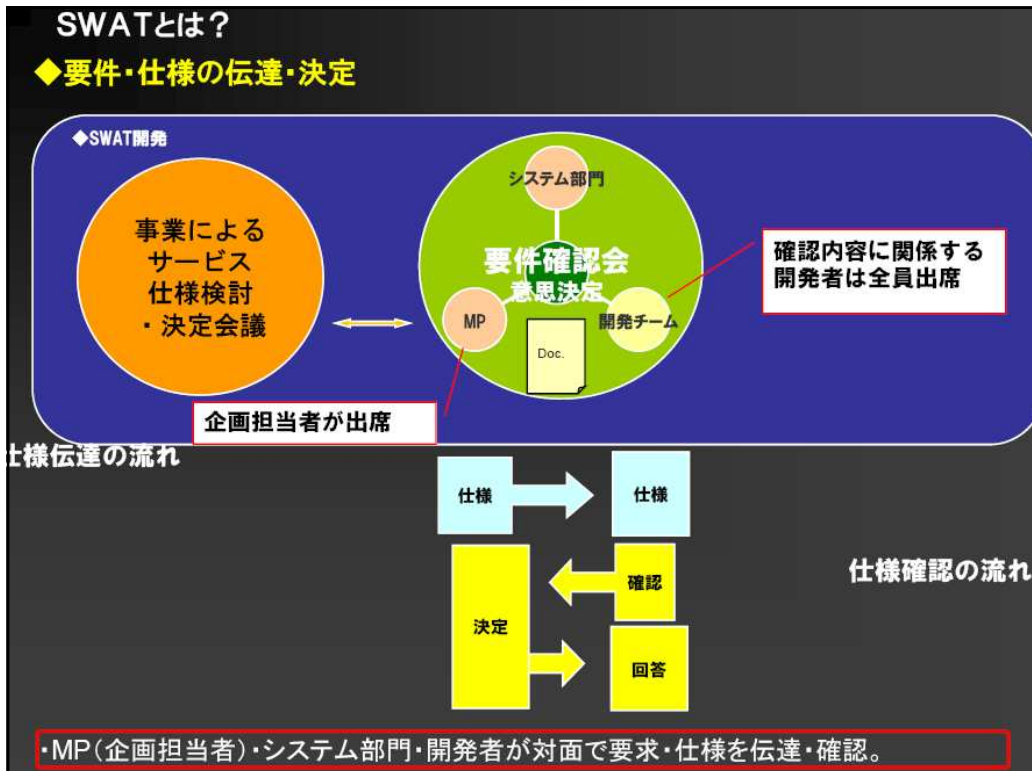 SWATとは？
◆要件・仕様の伝達・決定
◆SWAT開発
事業による
サービス
仕様検討
・決定会議
システム部門
要件確認会
意思決定
MP
開発チーム
Doc.
確認内容に関係する
開発者は全員出席
企画担当者が出席
仕様伝達の流れ
仕様
仕様
仕様確認の流れ
確認
決定
回答
・MP（企画担当者）・システム部門・開発者が対面で要求・仕様を伝達・確認。